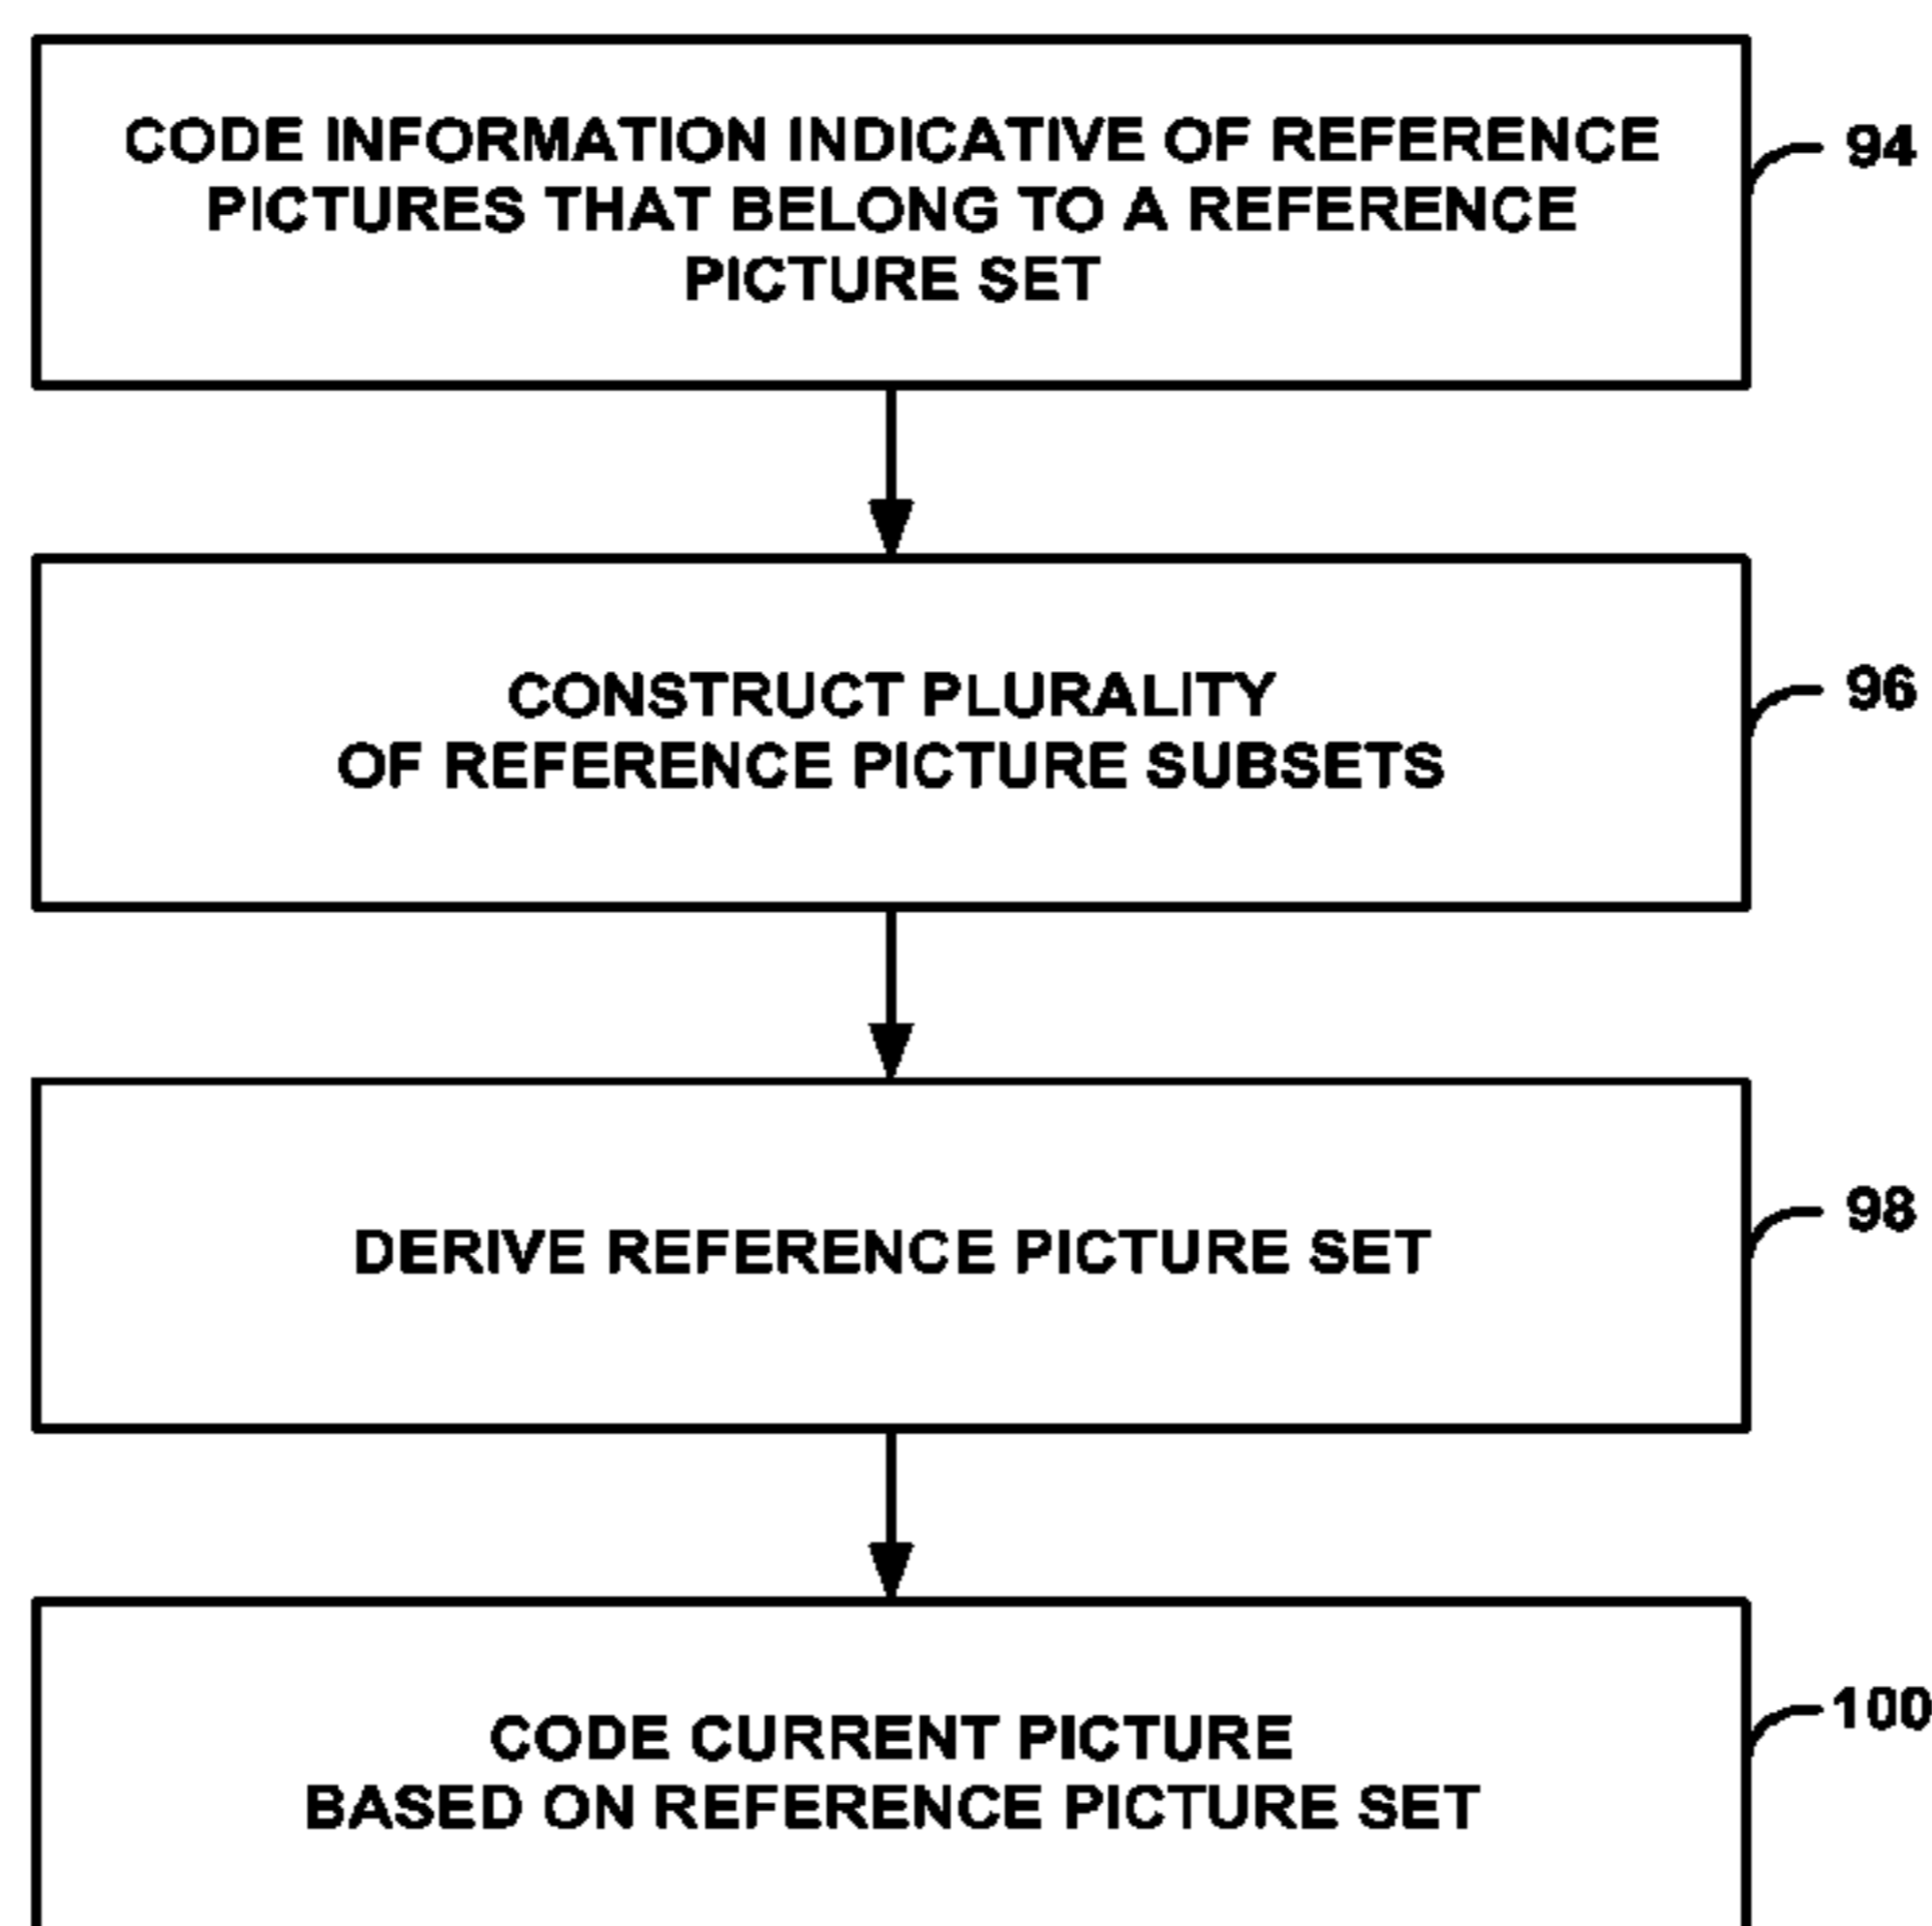 CODE INFORMATION INDICATIVE OF REFERENCE
PICTURES THAT BELONG TO A REFERENCE
PICTURE SET
94
CONSTRUCT PLURALITY
OF REFERENCE PICTURE SUBSETS
96
DERIVE REFERENCE PICTURE SET
98
CODE CURRENT PICTURE
BASED ON REFERENCE PICTURE SET
100